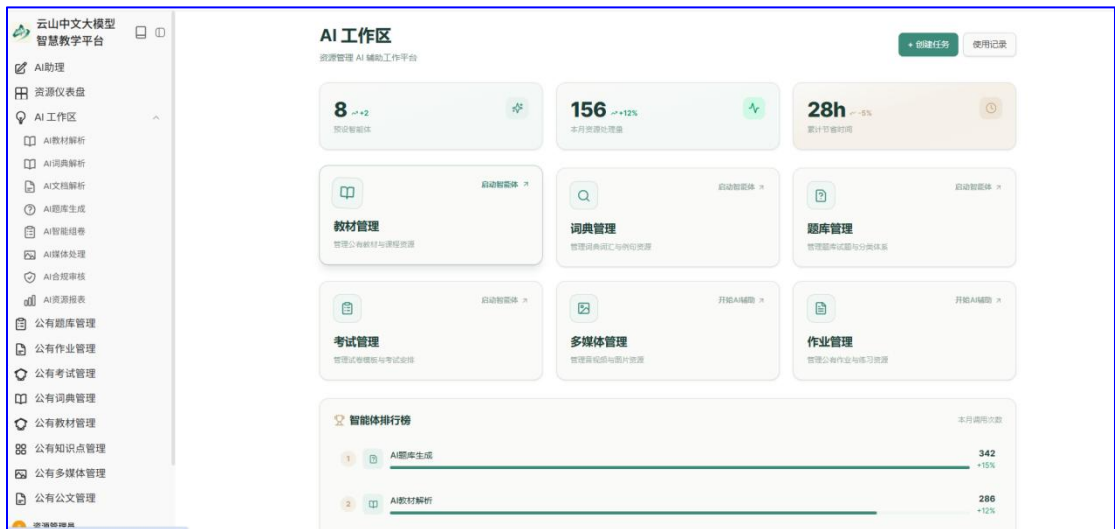 云山中文大模型
智慧教学平台
AI助理
资源仪表盘
AI 工作区
AI教材解析
AI词典解析
AI文档解析
AI题库生成
AI智能组卷
AI媒体处理
AI合规审核
AI资源报表
公有题库管理
公有作业管理
公有考试管理
公有词典管理
公有教材管理
公有知识点管理
公有多媒体管理
公有公文管理
资源管理员
AI 工作区
资源管理 AI 辅助工作平台
+ 创建任务
使用记录
8 +2
预设智能体
156 +12%
本月资源处理量
28h -5%
累计节省时间
启动智能体
教材管理
管理公有教材与课程资源
启动智能体
词典管理
管理词典词汇与例句资源
启动智能体
题库管理
管理题库试题与分类体系
启动智能体
考试管理
管理试卷模板与考试安排
开始AI辅助
多媒体管理
管理音视频与图片资源
开始AI辅助
作业管理
管理公有作业与练习资源
智能体排行榜
本月调用次数
1 AI题库生成
342
+15%
2 AI教材解析
286
+12%